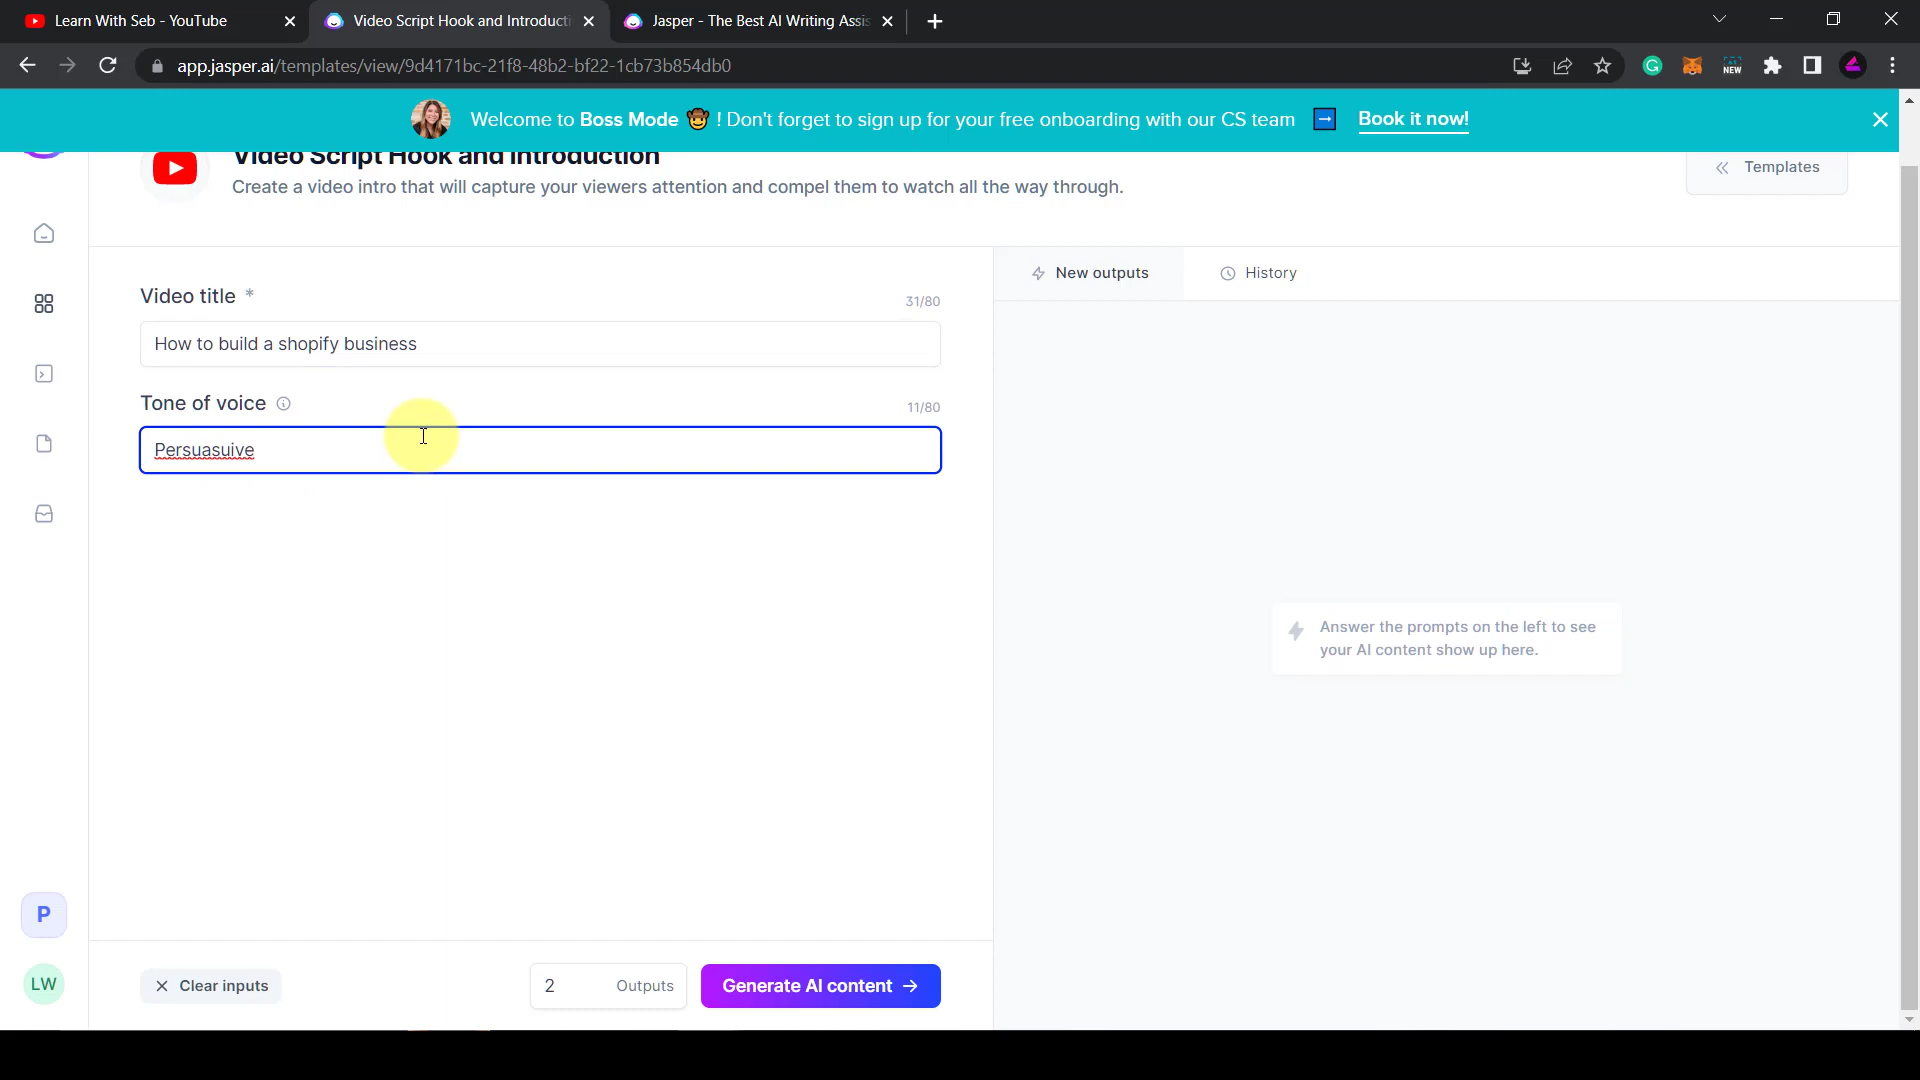 Learn With Seb - YouTube
Video Script Hook and Introducti
Jasper - The Best AI Writing Assis
app.jasper.ai/templates/view/9d4171bc-21f8-48b2-bf22-1cb73b854db0
NEW
Welcome to Boss Mode 🤠 ! Don't forget to sign up for your free onboarding with our CS team ➡ Book it now!
Video Script Hook and Introduction
Create a video intro that will capture your viewers attention and compel them to watch all the way through.
Templates
Video title *
31/80
How to build a shopify business
Tone of voice
11/80
Persuasuive
New outputs
History
Answer the prompts on the left to see
your AI content show up here.
P
LW
Clear inputs
2 Outputs
Generate AI content →